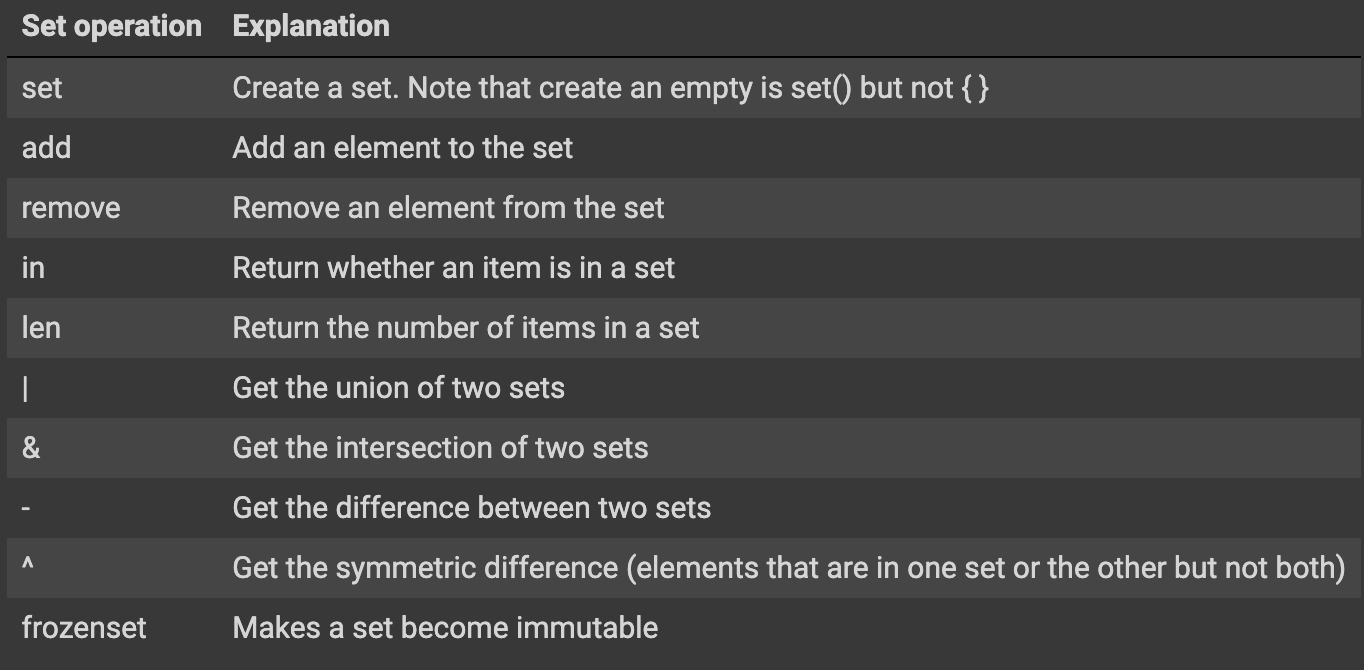 Set operation Explanation
set Create a set. Note that create an empty is set() but not { }
add Add an element to the set
remove Remove an element from the set
in Return whether an item is in a set
len Return the number of items in a set
| Get the union of two sets
& Get the intersection of two sets
- Get the difference between two sets
^ Get the symmetric difference (elements that are in one set or the other but not both)
frozenset Makes a set become immutable